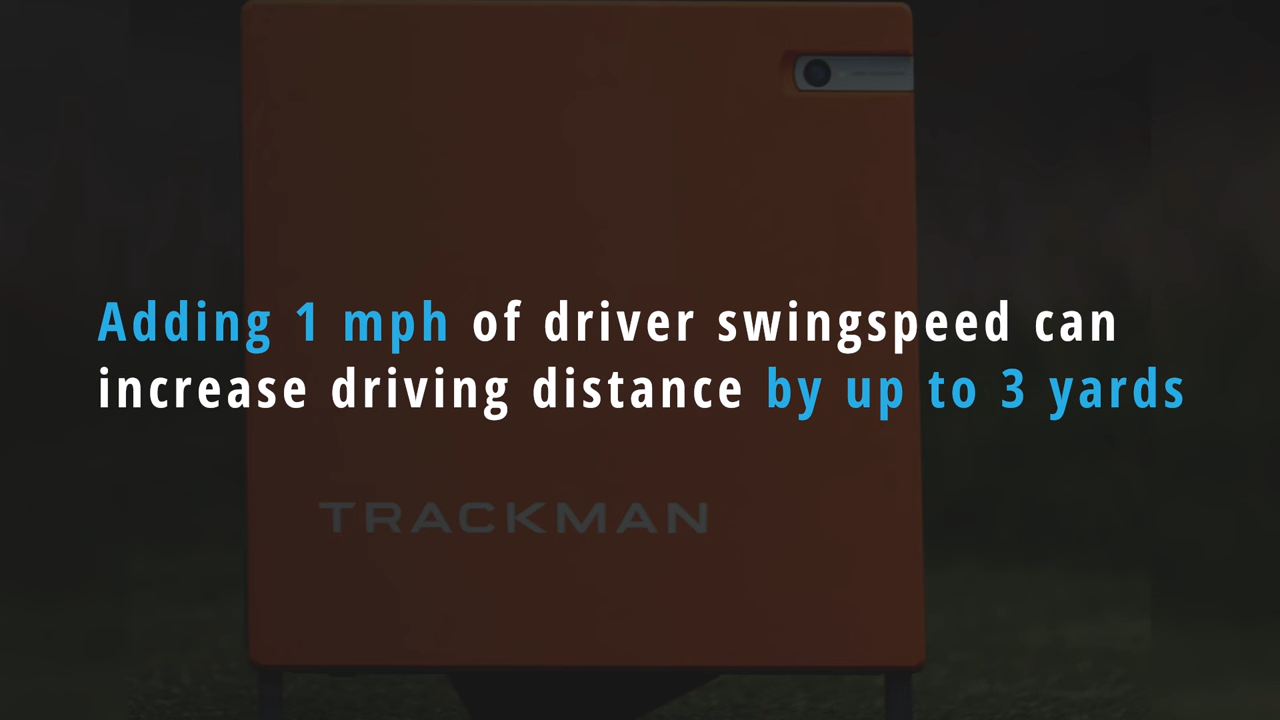 Adding 1 mph of driver swingspeed can
increase driving distance by up to 3 yards
TRACKMAN